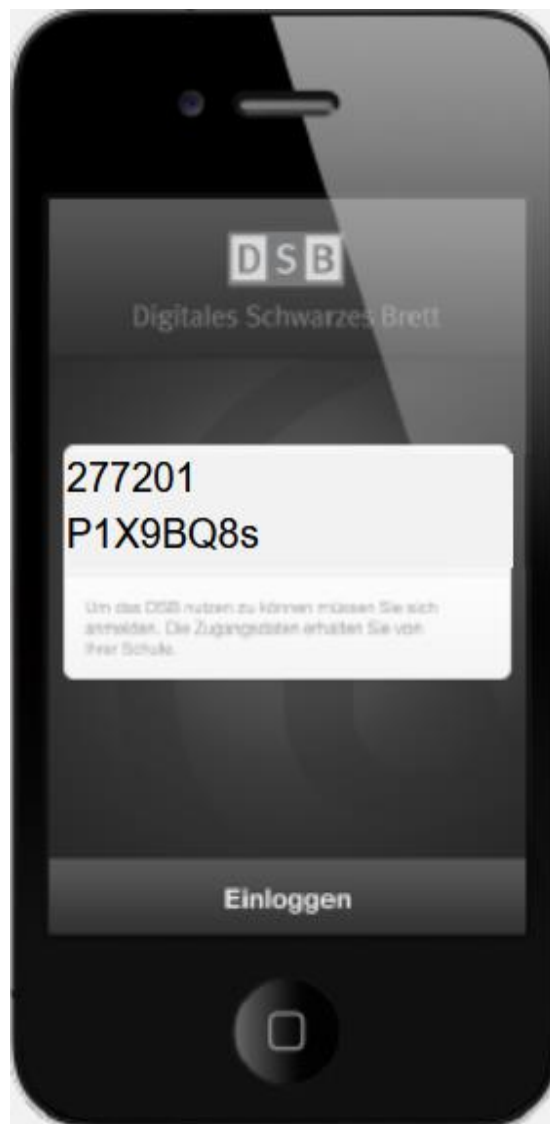 DSB
Digitales Schwarzes Brett
277201
P1X9BQ8s
Um das DSB nutzen zu können müssen Sie sich
anmelden. Die Zugangsdaten erhalten Sie von
Ihrer Schule.
Einloggen